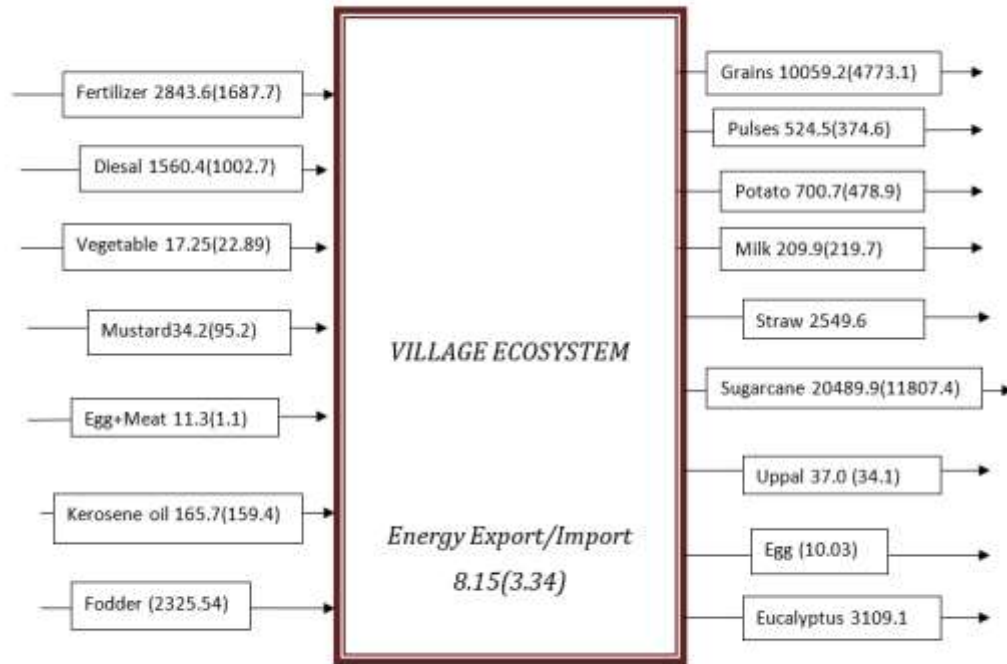 Fertilizer 2843.6(1687.7)
Diesal 1560.4(1002.7)
Vegetable 17.25(22.89)
Mustard34.2(95.2)
Egg+Meat 11.3(1.1)
Kerosene oil 165.7(159.4)
Fodder (2325.54)
VILLAGE ECOSYSTEM
Energy Export/Import
8.15(3.34)
Grains 10059.2(4773.1)
Pulses 524.5(374.6)
Potato 700.7(478.9)
Milk 209.9(219.7)
Straw 2549.6
Sugarcane 20489.9(11807.4)
Uppal 37.0 (34.1)
Egg (10.03)
Eucalyptus 3109.1